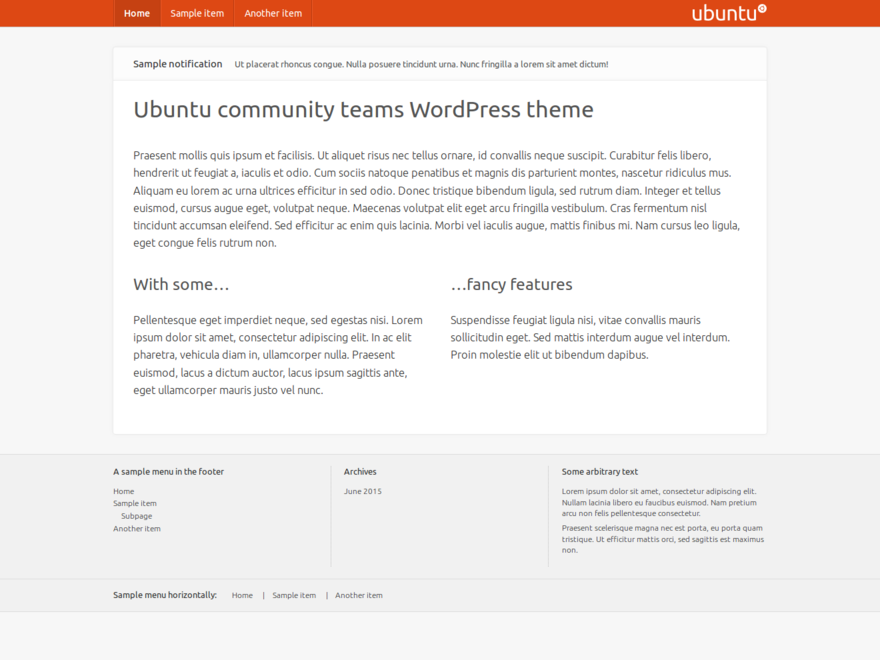 Home Sample item Another item ubuntu
Sample notification Ut placerat rhoncus congue. Nulla posuere tincidunt urna. Nunc fringilla a lorem sit amet dictum!
Ubuntu community teams WordPress theme
Praesent mollis quis ipsum et facilisis. Ut aliquet risus nec tellus ornare, id convallis neque suscipit. Curabitur felis libero,
hendrerit ut feugiat a, iaculis et odio. Cum sociis natoque penatibus et magnis dis parturient montes, nascetur ridiculus mus.
Aliquam eu lorem ac urna ultrices efficitur in sed odio. Donec tristique bibendum ligula, sed rutrum diam. Integer et tellus
euismod, cursus augue eget, volutpat neque. Maecenas volutpat elit eget arcu fringilla vestibulum. Cras fermentum nisl
tincidunt accumsan eleifend. Sed efficitur ac enim quis lacinia. Morbi vel iaculis augue, mattis finibus mi. Nam cursus leo ligula,
eget congue felis rutrum non.
With some…
Pellentesque eget imperdiet neque, sed egestas nisi. Lorem
ipsum dolor sit amet, consectetur adipiscing elit. In ac elit
pharetra, vehicula diam in, ullamcorper nulla. Praesent
euismod, lacus a dictum auctor, lacus ipsum sagittis ante,
eget ullamcorper mauris justo vel nunc.
…fancy features
Suspendisse feugiat ligula nisi, vitae convallis mauris
sollicitudin eget. Sed mattis interdum augue vel interdum.
Proin molestie elit ut bibendum dapibus.
A sample menu in the footer
Home
Sample item
Subpage
Another item
Archives
June 2015
Some arbitrary text
Lorem ipsum dolor sit amet, consectetur adipiscing elit.
Nullam lacinia libero eu faucibus euismod. Nam pretium
arcu non felis pellentesque consectetur.
Praesent scelerisque magna nec est porta, eu porta quam
tristique. Ut efficitur mattis orci, sed sagittis est maximus
non.
Sample menu horizontally: Home | Sample item | Another item